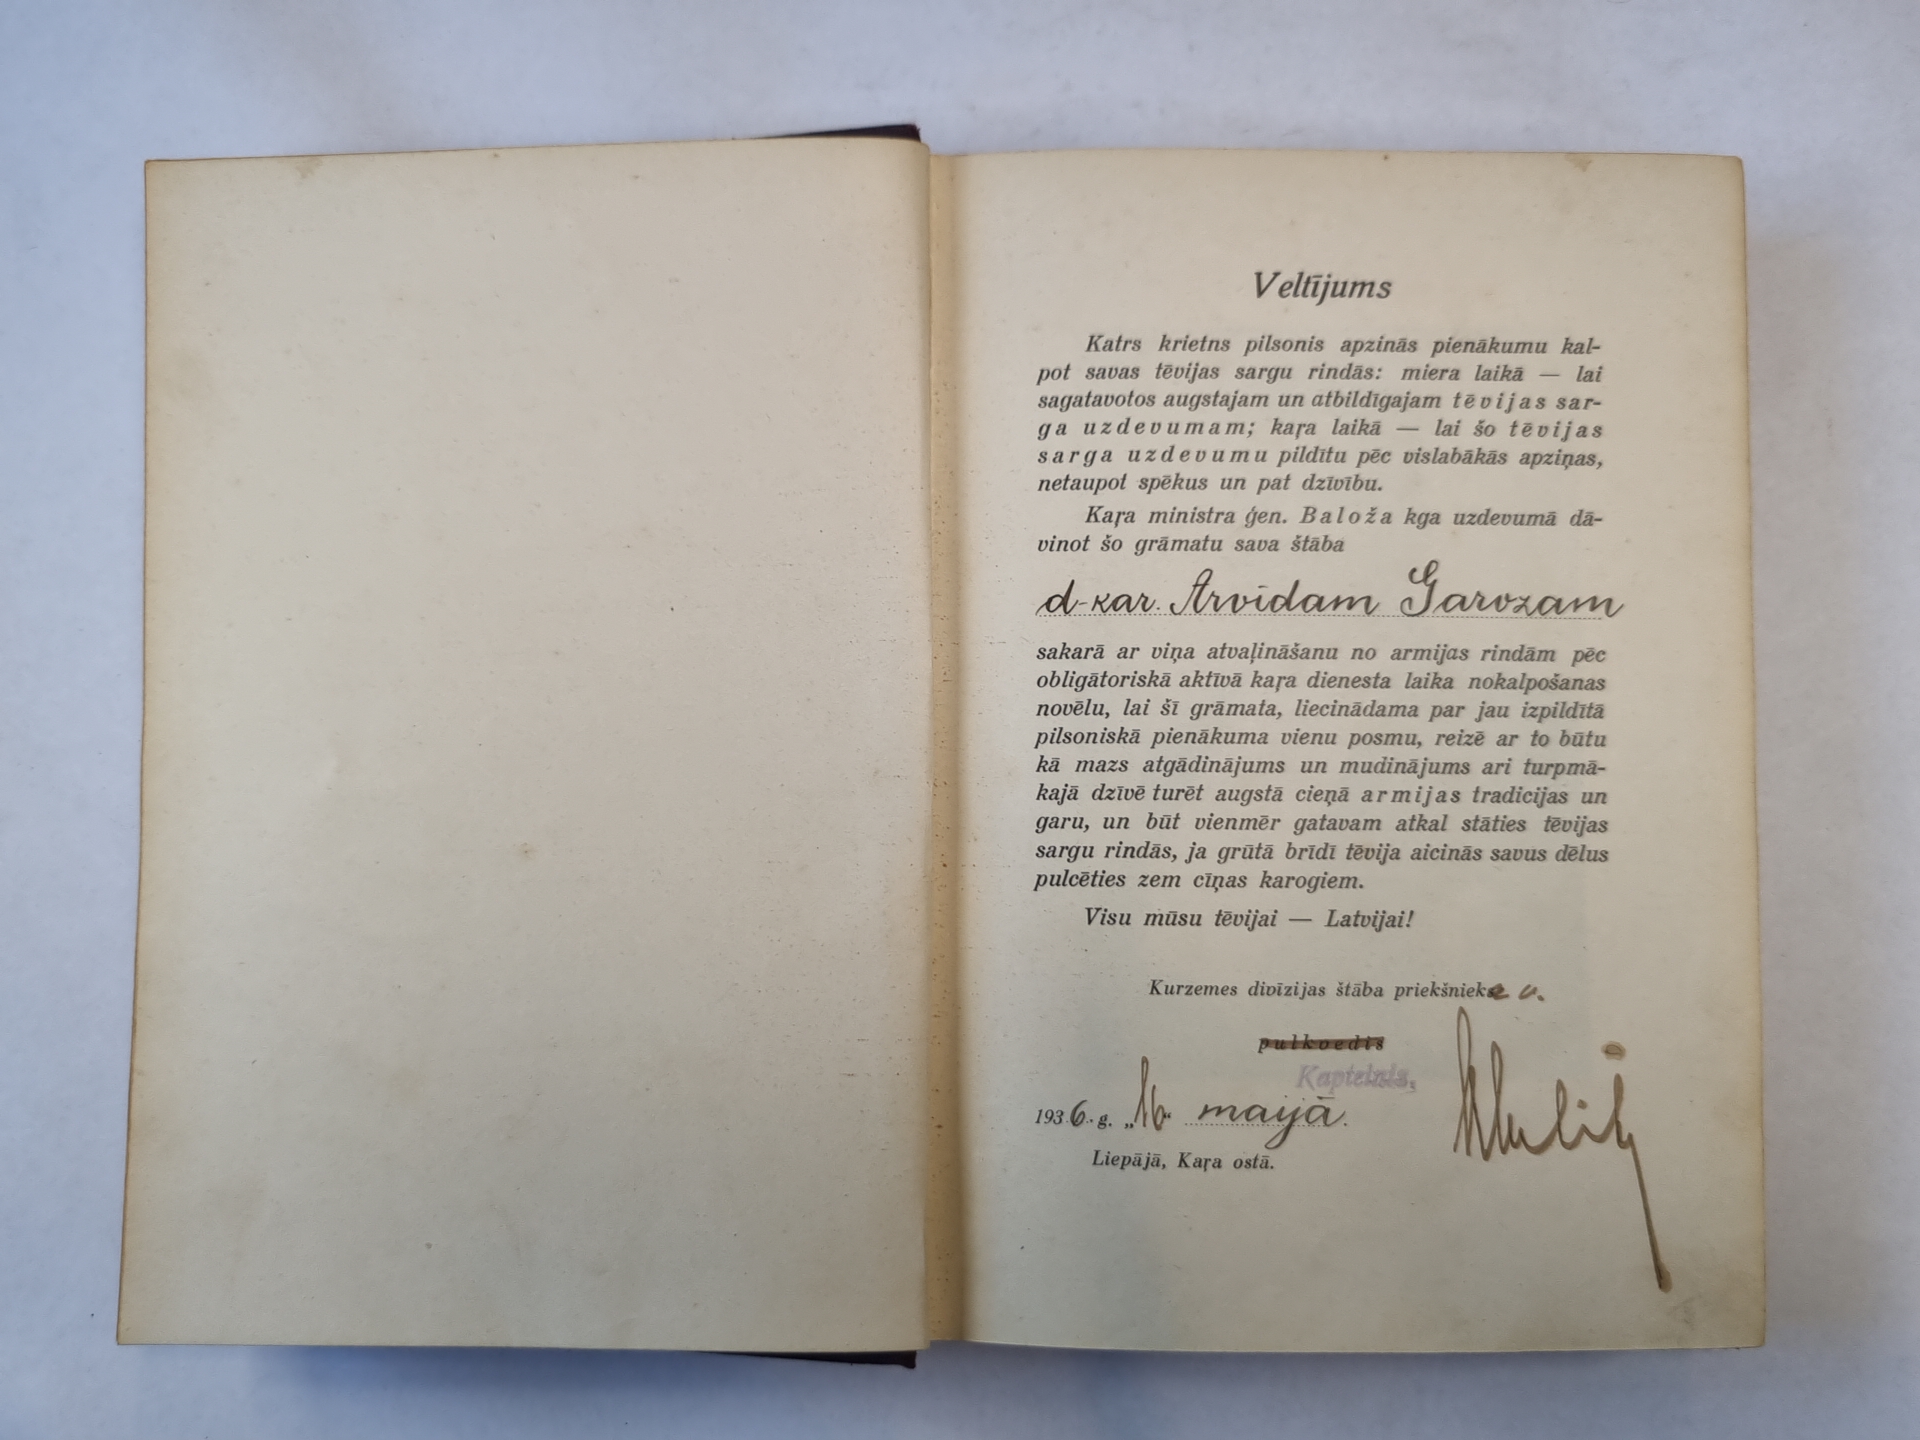 Veltījums
Katrs krietns pilsonis apzinās pienākumu kal-
pot savas tēvijas sargu rindās: miera laikā — lai
sagatavotos augstajam un atbildīgajam tēvijas sar-
ga uzdevumam; kaŗa laikā — lai šo tēvijas
sarga uzdevumu pildītu pēc vislabākās apziņas,
netaupot spēkus un pat dzīvību.
Kaŗa ministra ģen. Baloža kga uzdevumā dā-
vinot šo grāmatu sava štāba
d-kar. Arvīdam Garozam
sakarā ar viņa atvaļināšanu no armijas rindām pēc
obligātoriskā aktīvā kaŗa dienesta laika nokalpošanas
novēlu, lai šī grāmata, liecinādama par jau izpildītā
pilsoniskā pienākuma vienu posmu, reizē ar to būtu
kā mazs atgādinājums un mudinājums ari turpmā-
kajā dzīvē turēt augstā cieņā armijas tradicijas un
garu, un būt vienmēr gatavam atkal stāties tēvijas
sargu rindās, ja grūtā brīdī tēvija aicinās savus dēlus
pulcēties zem cīņas karogiem.
Visu mūsu tēvijai — Latvijai!
Kurzemes divīzijas štāba priekšnieka v.
pulkvedis
Kapteinis,
1936. g. „16“ maijā.
Liepājā, Kaŗa ostā.